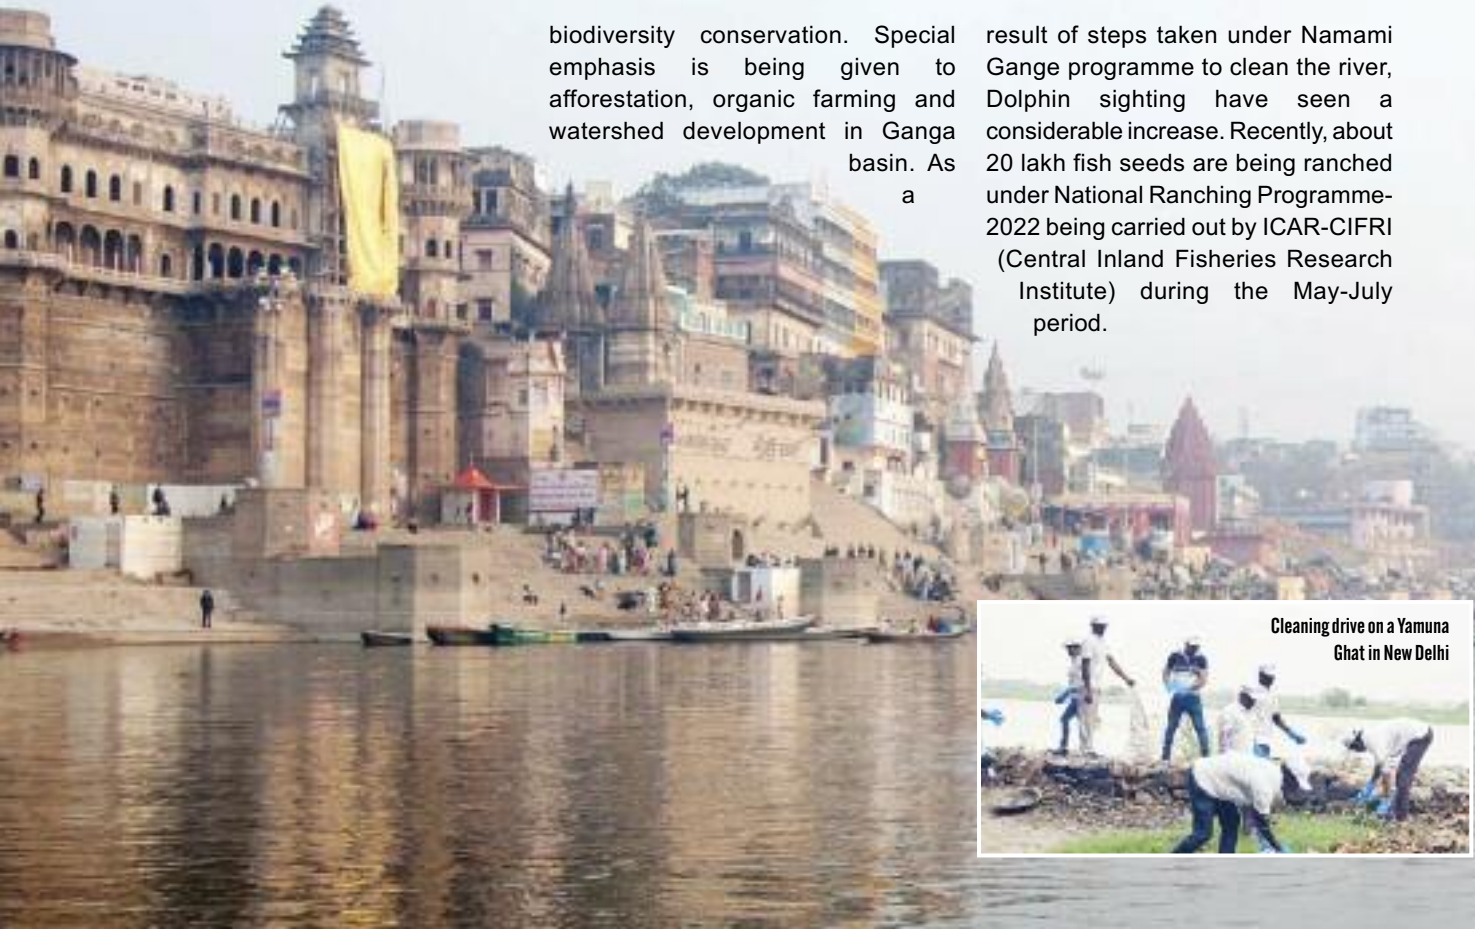 biodiversity conservation. Special
emphasis is being given to
afforestation, organic farming and
watershed development in Ganga
basin. As
a
result of steps taken under Namami
Gange programme to clean the river,
Dolphin sighting have seen a
considerable increase. Recently, about
20 lakh fish seeds are being ranched
under National Ranching Programme-
2022 being carried out by ICAR-CIFRI
(Central Inland Fisheries Research
Institute) during the May-July
period.
Cleaning drive on a Yamuna
Ghat in New Delhi